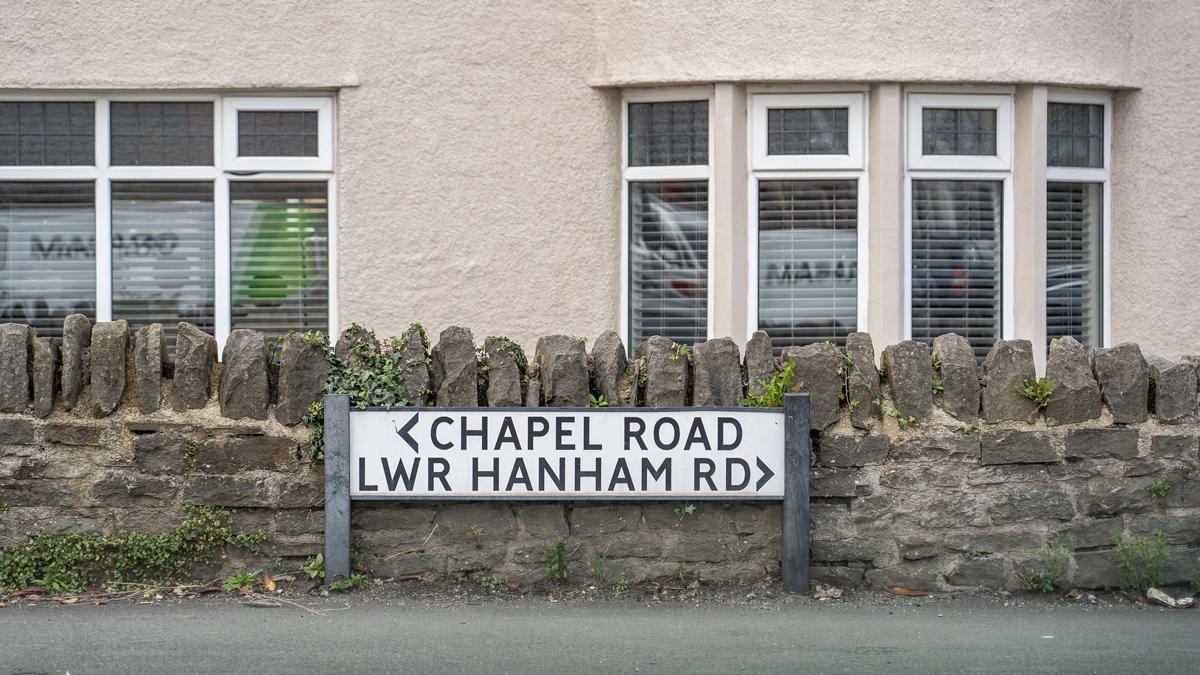 <CHAPEL ROAD
LWR HANHAM RD>